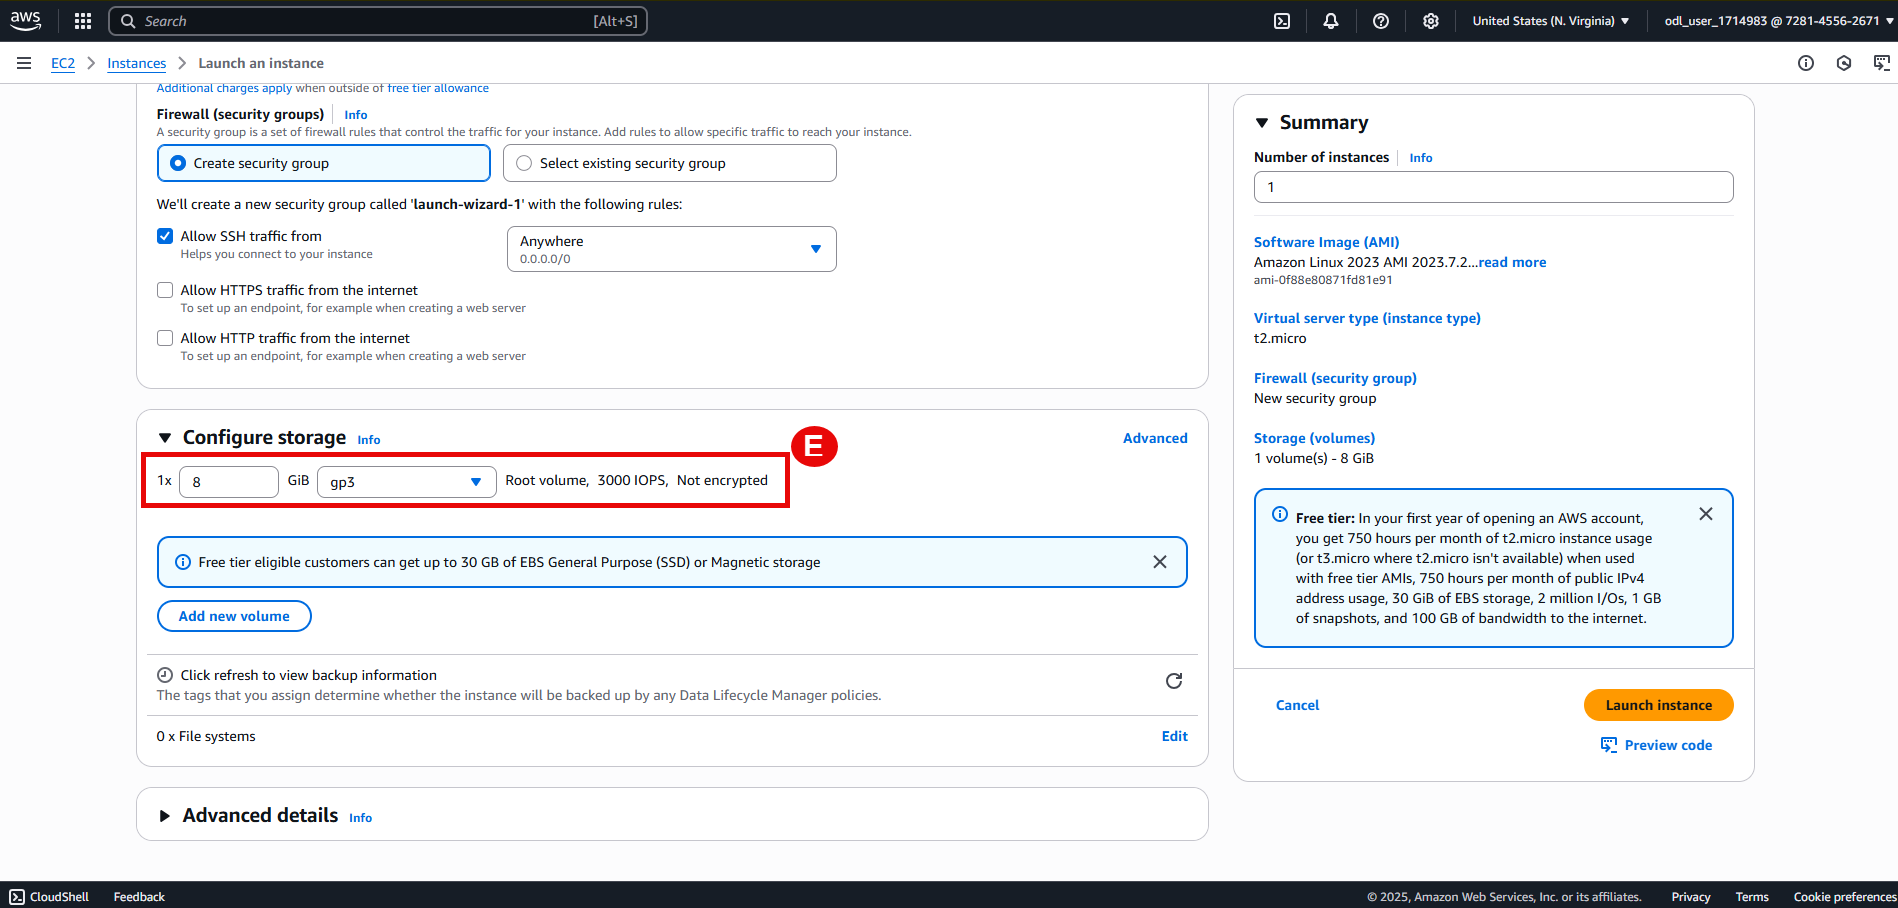 aws
Search
[Alt+S]
United States (N. Virginia)
odl_user_1714983 @ 7281-4556-2671
EC2
Instances
Launch an instance
Additional charges apply when outside of free tier allowance
Firewall (security groups)
Info
A security group is a set of firewall rules that control the traffic for your instance. Add rules to allow specific traffic to reach your instance.
Create security group
Select existing security group
We'll create a new security group called 'launch-wizard-1' with the following rules:
Allow SSH traffic from
Helps you connect to your instance
Anywhere
0.0.0.0/0
Allow HTTPS traffic from the internet
To set up an endpoint, for example when creating a web server
Allow HTTP traffic from the internet
To set up an endpoint, for example when creating a web server
Configure storage
Info
Advanced
E
1x
8
GiB
gp3
Root volume, 3000 IOPS, Not encrypted
Free tier eligible customers can get up to 30 GB of EBS General Purpose (SSD) or Magnetic storage
Add new volume
Click refresh to view backup information
The tags that you assign determine whether the instance will be backed up by any Data Lifecycle Manager policies.
0 x File systems
Edit
Advanced details
Info
Summary
Number of instances
Info
1
Software Image (AMI)
Amazon Linux 2023 AMI 2023.7.2...read more
ami-0f88e80871fd81e91
Virtual server type (instance type)
t2.micro
Firewall (security group)
New security group
Storage (volumes)
1 volume(s) - 8 GiB
Free tier: In your first year of opening an AWS account,
you get 750 hours per month of t2.micro instance usage
(or t3.micro where t2.micro isn't available) when used
with free tier AMIs, 750 hours per month of public IPv4
address usage, 30 GiB of EBS storage, 2 million I/Os, 1 GB
of snapshots, and 100 GB of bandwidth to the internet.
Cancel
Launch instance
Preview code
CloudShell
Feedback
© 2025, Amazon Web Services, Inc. or its affiliates.
Privacy
Terms
Cookie preferences